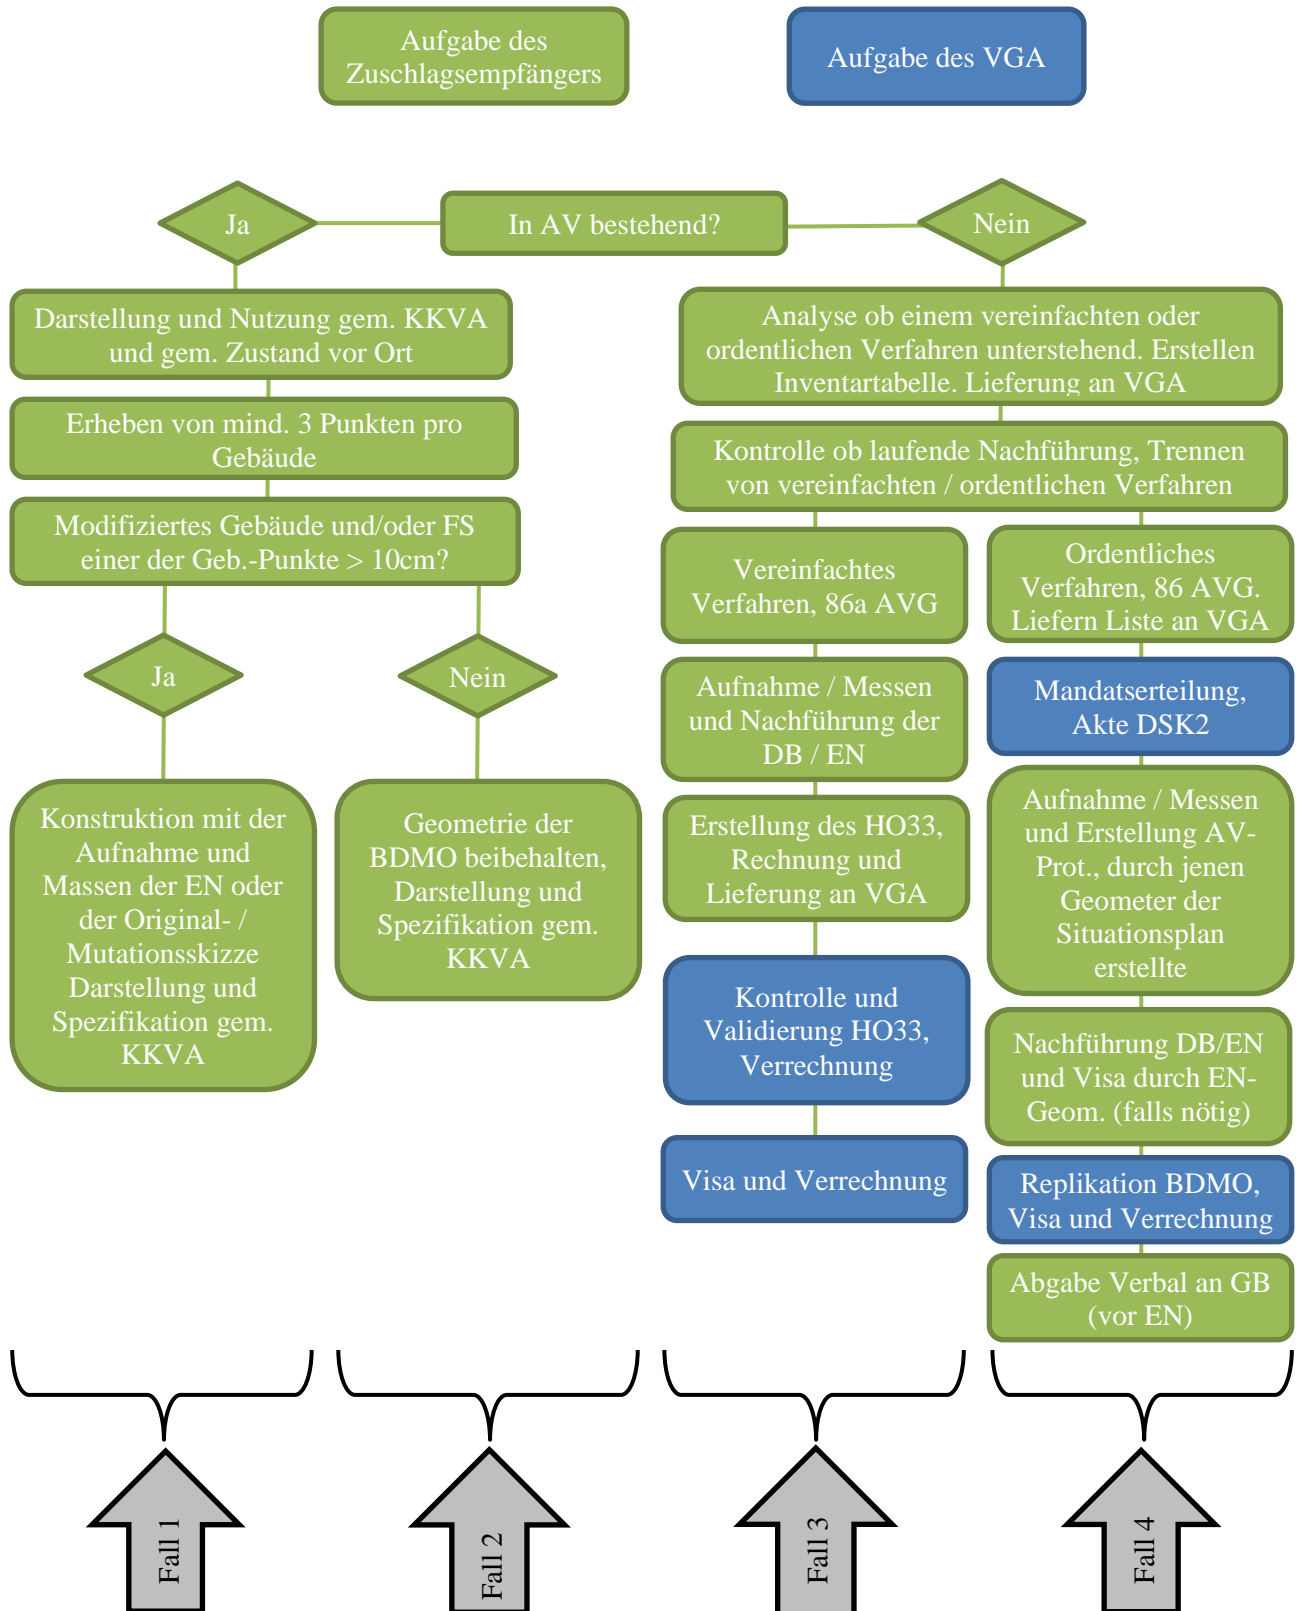 Aufgabe des
Zuschlagsempfängers
Aufgabe des VGA
Ja
In AV bestehend?
Nein
Darstellung und Nutzung gem. KKVA
und gem. Zustand vor Ort
Erheben von mind. 3 Punkten pro
Gebäude
Modifiziertes Gebäude und/oder FS
einer der Geb.-Punkte > 10cm?
Ja
Nein
Konstruktion mit der
Aufnahme und
Massen der EN oder
der Original- /
Mutationsskizze
Darstellung und
Spezifikation gem.
KKVA
Geometrie der
BDMO beibehalten,
Darstellung und
Spezifikation gem.
KKVA
Analyse ob einem vereinfachten oder
ordentlichen Verfahren unterstehend. Erstellen
Inventartabelle. Lieferung an VGA
Kontrolle ob laufende Nachführung, Trennen
von vereinfachten / ordentlichen Verfahren
Vereinfachtes
Verfahren, 86a AVG
Aufnahme / Messen
und Nachführung der
DB / EN
Erstellung des HO33,
Rechnung und
Lieferung an VGA
Kontrolle und
Validierung HO33,
Verrechnung
Visa und Verrechnung
Ordentliches
Verfahren, 86 AVG.
Liefern Liste an VGA
Mandatserteilung,
Akte DSK2
Aufnahme / Messen
und Erstellung AV-
Prot., durch jenen
Geometer der
Situationsplan
erstellte
Nachführung DB/EN
und Visa durch EN-
Geom. (falls nötig)
Replikation BDMO,
Visa und Verrechnung
Abgabe Verbal an GB
(vor EN)
Fall 1
Fall 2
Fall 3
Fall 4